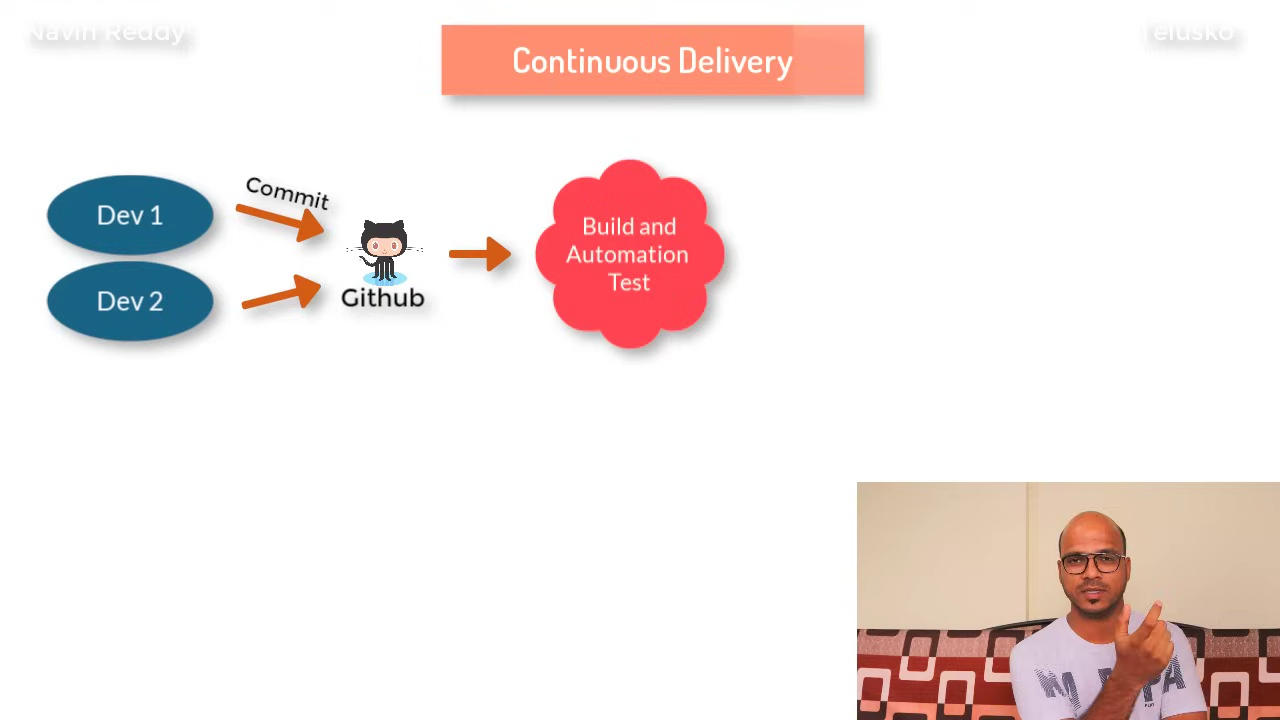 Navin Reddy
Telusko
Continuous Delivery
Dev 1
Commit
Dev 2
Github
Build and
Automation
Test